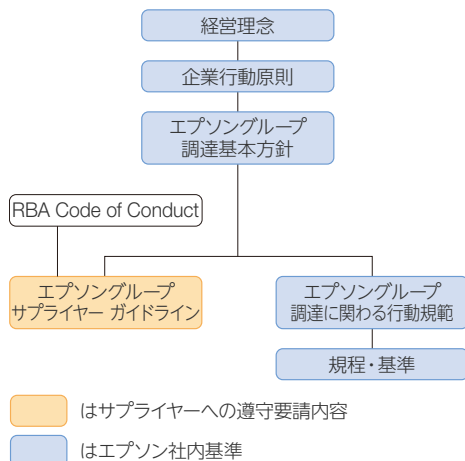 経営理念
企業行動原則
エプソングループ
調達基本方針
RBA Code of Conduct
エプソングループ
サプライヤー ガイドライン
エプソングループ
調達に関わる行動規範
規程・基準
はサプライヤーへの遵守要請内容
はエプソン社内基準